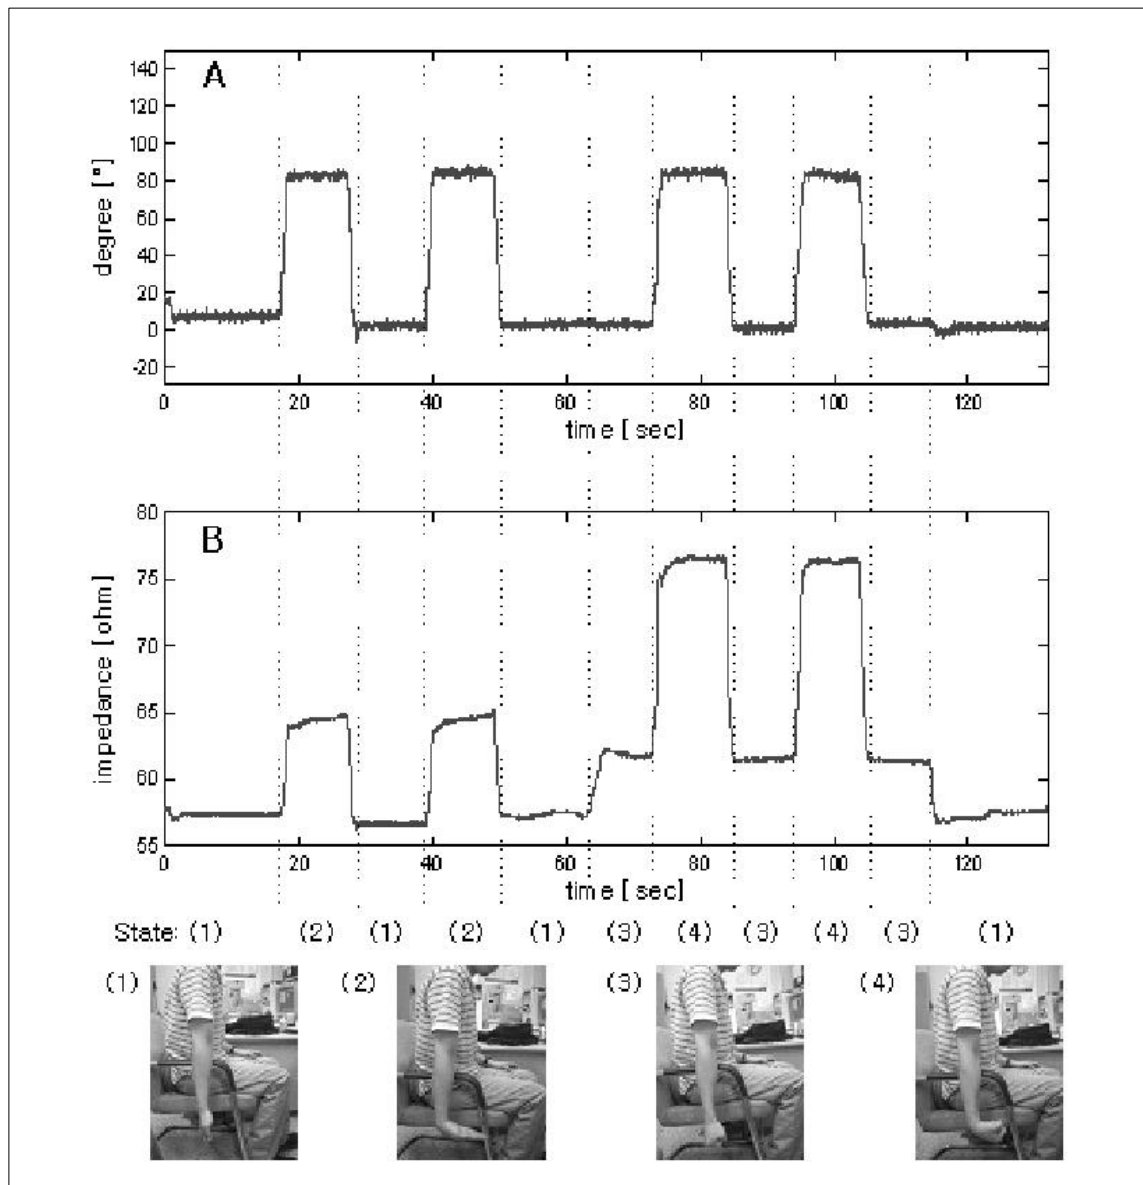 A
140
120
100
80
60
40
20
0
-20
degree [°]
0 20 40 60 80 100 120
time [ sec]
B
80
75
70
65
60
55
impedance [ ohm]
0 20 40 60 80 100 120
time [ sec]
State: (1) (2) (1) (2) (1) (3) (4) (3) (4) (3) (1)
(1) (2) (3) (4)